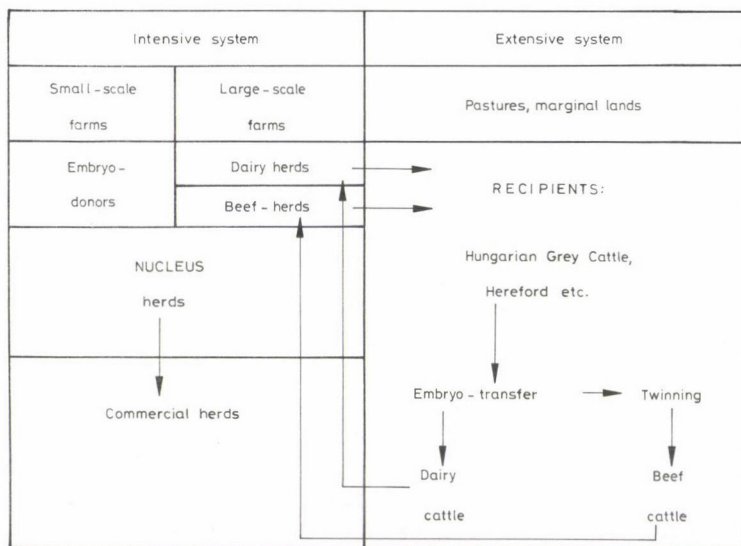 Intensive system
Extensive system
Small-scale
farms
Large-scale
farms
Pastures, marginal lands
Embryo-
donors
Dairy herds
Beef-herds
RECIPIENTS:
NUCLEUS
herds
Hungarian Grey Cattle,
Hereford etc.
Commercial herds
Embryo-transfer
Twinning
Dairy
cattle
Beef
cattle